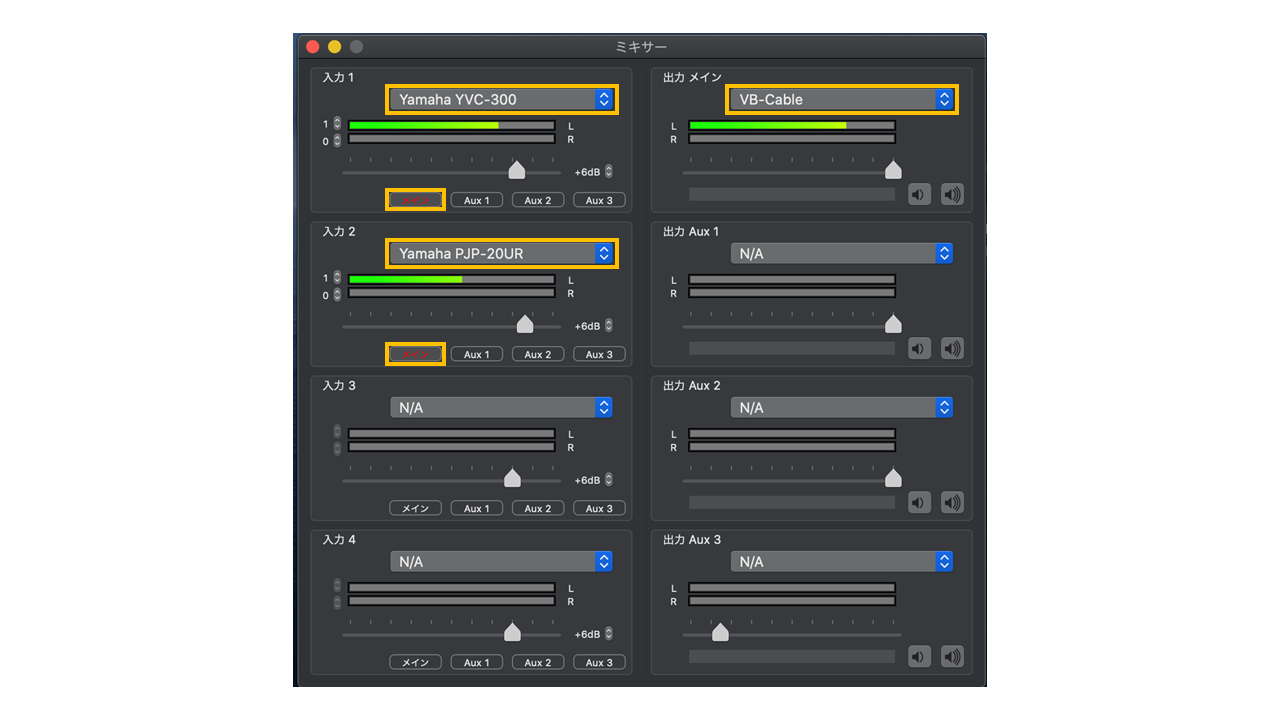 ミキサー
入力 1
Yamaha YVC-300
1
L
0
R
+6dB
メイン Aux 1 Aux 2 Aux 3
入力 2
Yamaha PJP-20UR
1
L
0
R
+6dB
メイン Aux 1 Aux 2 Aux 3
入力 3
N/A
L
R
+6dB
メイン Aux 1 Aux 2 Aux 3
入力 4
N/A
L
R
+6dB
メイン Aux 1 Aux 2 Aux 3
出力 メイン
VB-Cable
L
R
出力 Aux 1
N/A
L
R
出力 Aux 2
N/A
L
R
出力 Aux 3
N/A
L
R